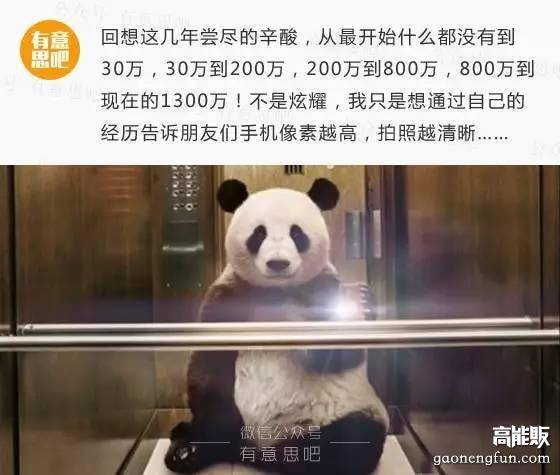 有意
思吧
回想这几年尝尽的辛酸，从最开始什么都没有到
30万，30万到200万，200万到800万，800万到
现在的1300万！不是炫耀，我只是想通过自己的
经历告诉朋友们手机像素越高，拍照越清晰……
微信公众号
有意思吧
高能贩
gaonengfun.com